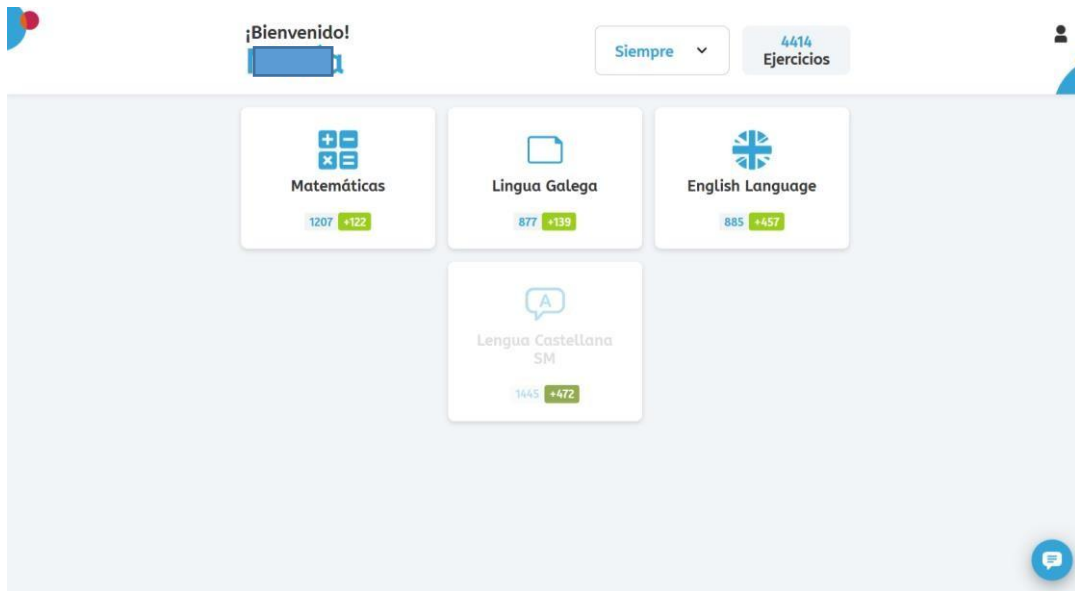 ¡Bienvenido!
Siempre
4414
Ejercicios
Matemáticas
1207 +122
Lingua Galega
877 +139
English Language
885 +457
A
Lengua Castellana
SM
1445 +472